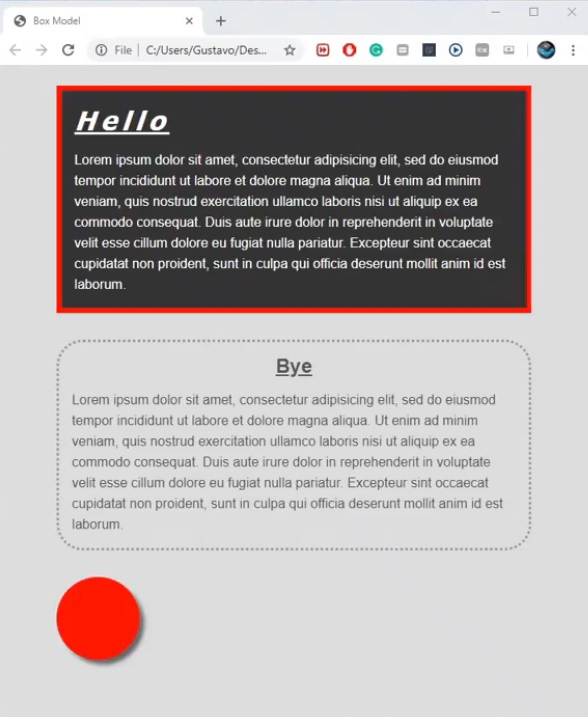 Box Model
File
C:/Users/Gustavo/Des...
Hello
Lorem ipsum dolor sit amet, consectetur adipisicing elit, sed do eiusmod
tempor incididunt ut labore et dolore magna aliqua. Ut enim ad minim
veniam, quis nostrud exercitation ullamco laboris nisi ut aliquip ex ea
commodo consequat. Duis aute irure dolor in reprehenderit in voluptate
velit esse cillum dolore eu fugiat nulla pariatur. Excepteur sint occaecat
cupidatat non proident, sunt in culpa qui officia deserunt mollit anim id est
laborum.
Bye
Lorem ipsum dolor sit amet, consectetur adipisicing elit, sed do eiusmod
tempor incididunt ut labore et dolore magna aliqua. Ut enim ad minim
veniam, quis nostrud exercitation ullamco laboris nisi ut aliquip ex ea
commodo consequat. Duis aute irure dolor in reprehenderit in voluptate
velit esse cillum dolore eu fugiat nulla pariatur. Excepteur sint occaecat
cupidatat non proident, sunt in culpa qui officia deserunt mollit anim id est
laborum.